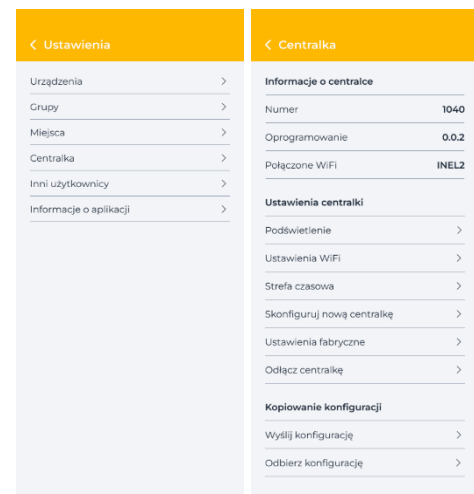 Ustawienia
Urządzenia
Grupy
Miejsca
Centralka
Inni użytkownicy
Informacje o aplikacji
Centralka
Informacje o centralce
Numer 1040
Oprogramowanie 0.0.2
Połączone WiFi INEL2
Ustawienia centralki
Podświetlenie
Ustawienia WiFi
Strefa czasowa
Skonfiguruj nową centralkę
Ustawienia fabryczne
Odłącz centralkę
Kopiowanie konfiguracji
Wyślij konfigurację
Odbierz konfigurację